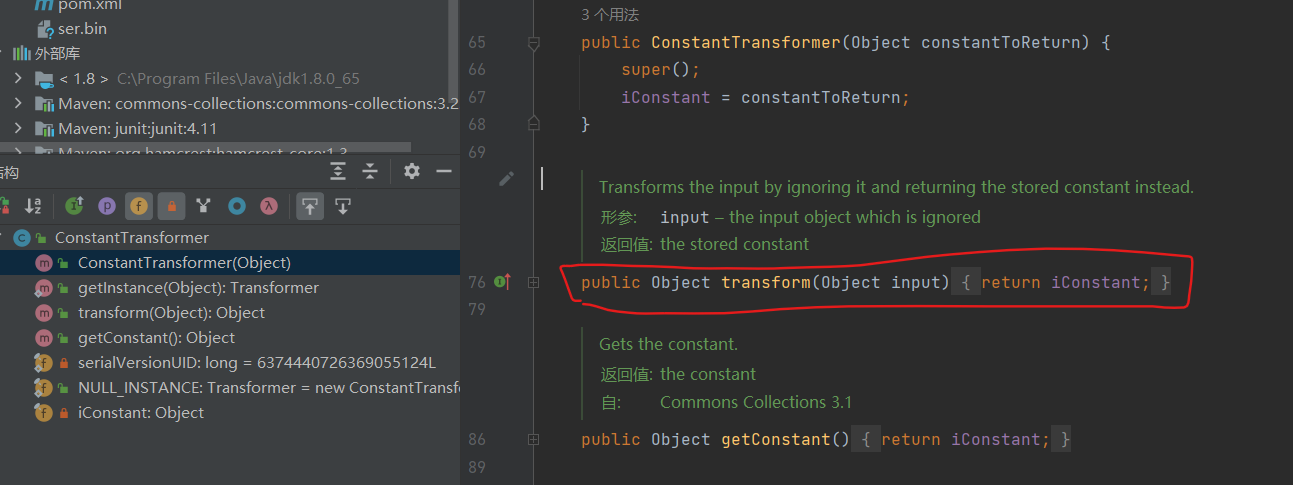 pom.xml
ser.bin
外部库
< 1.8 > C:\Program Files\Java\jdk1.8.0_65
Maven: commons-collections:commons-collections:3.2
Maven: junit:junit:4.11
Maven: org.hamcrest:hamcrest-core:1.3
结构
ConstantTransformer
ConstantTransformer(Object)
getInstance(Object): Transformer
transform(Object): Object
getConstant(): Object
serialVersionUID: long = 6374440726369055124L
NULL_INSTANCE: Transformer = new ConstantTransf
iConstant: Object
3 个用法
65 public ConstantTransformer(Object constantToReturn) {
66 super();
67 iConstant = constantToReturn;
68 }
69
Transforms the input by ignoring it and returning the stored constant instead.
形参: input – the input object which is ignored
返回值: the stored constant
76 public Object transform(Object input) { return iConstant; }
79
Gets the constant.
返回值: the constant
自: Commons Collections 3.1
86 public Object getConstant() { return iConstant; }
89